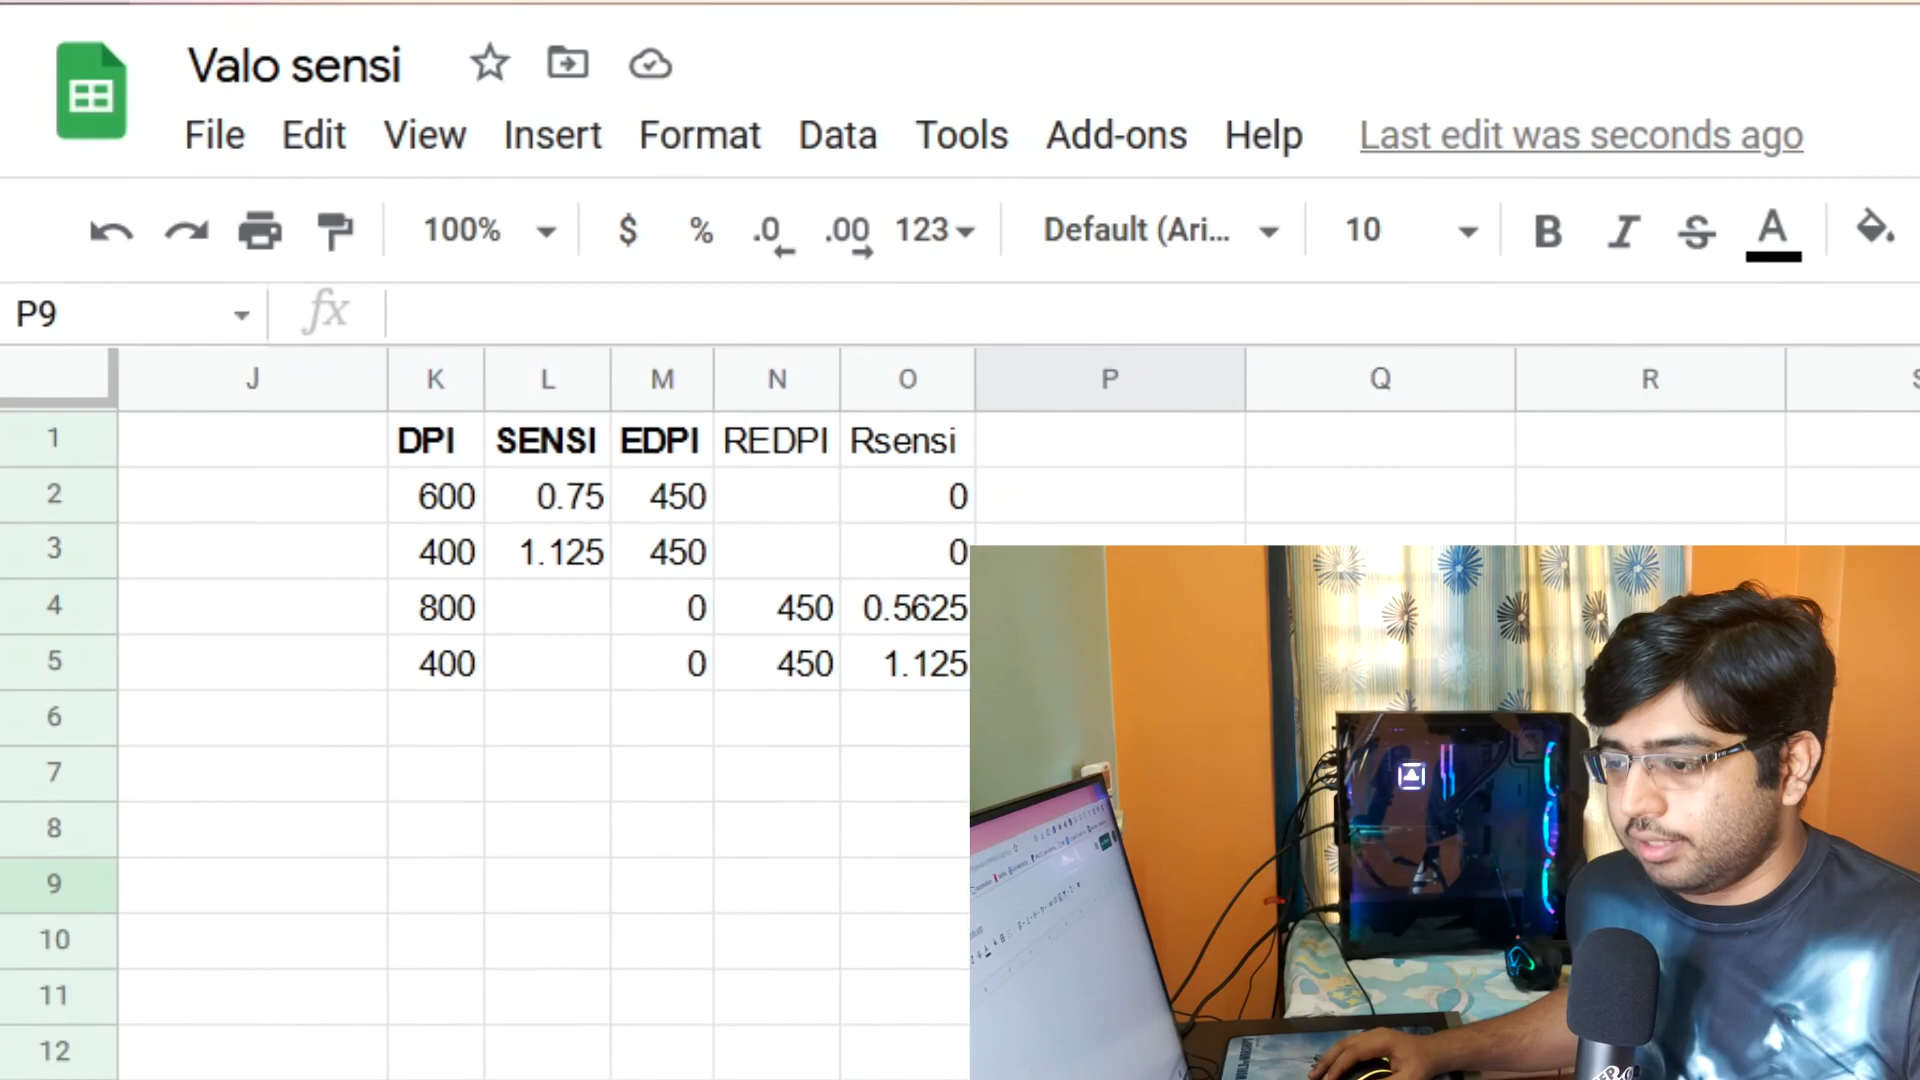 Valo sensi
File Edit View Insert Format Data Tools Add-ons Help Last edit was seconds ago
100% $ % .0 .00 123 Default (Ari... 10 B I S A
P9 fx
J K L M N O P Q R S
1 DPI SENSI EDPI REDPI Rsensi
2 600 0.75 450 0
3 400 1.125 450 0
4 800 0 450 0.5625
5 400 0 450 1.125
6
7
8
9
10
11
12